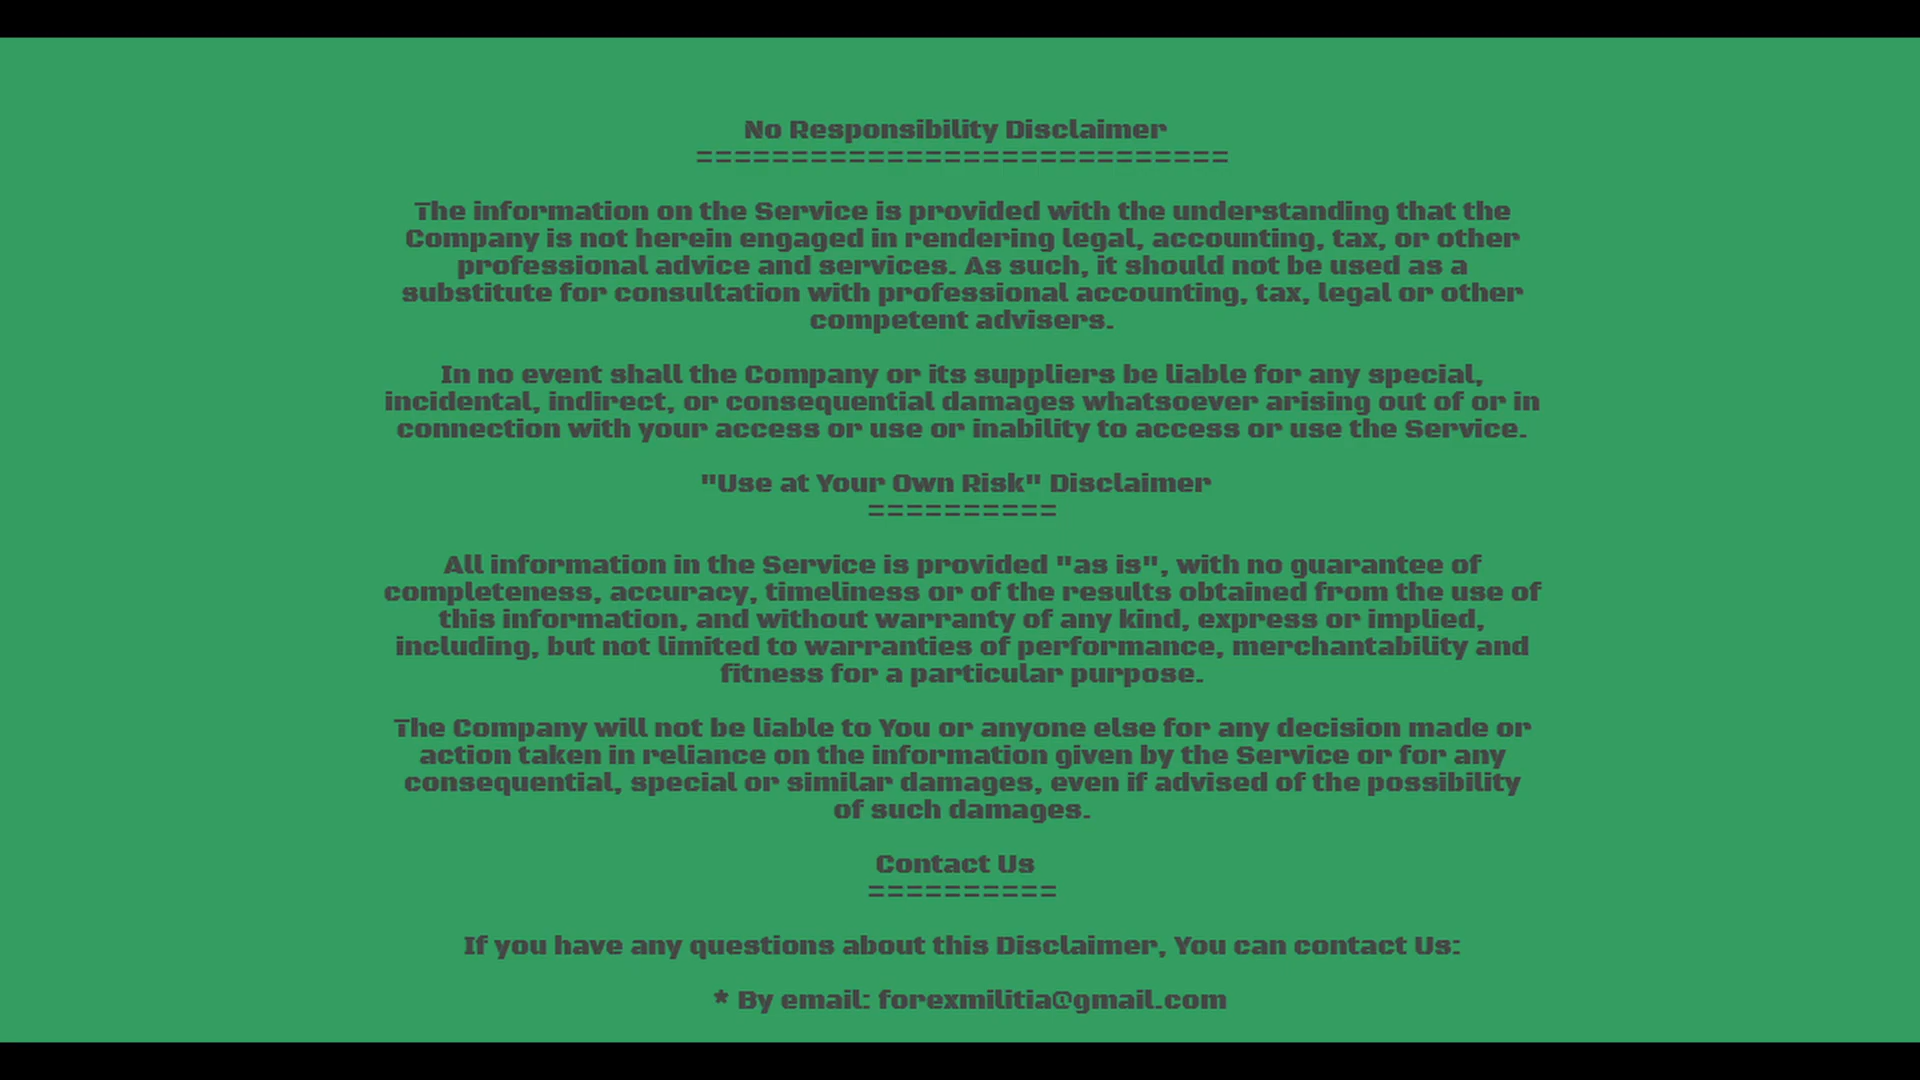 No Responsibility Disclaimer
============================
The information on the Service is provided with the understanding that the
Company is not herein engaged in rendering legal, accounting, tax, or other
professional advice and services. As such, it should not be used as a
substitute for consultation with professional accounting, tax, legal or other
competent advisers.
In no event shall the Company or its suppliers be liable for any special,
incidental, indirect, or consequential damages whatsoever arising out of or in
connection with your access or use or inability to access or use the Service.
"Use at Your Own Risk" Disclaimer
==========
All information in the Service is provided "as is", with no guarantee of
completeness, accuracy, timeliness or of the results obtained from the use of
this information, and without warranty of any kind, express or implied,
including, but not limited to warranties of performance, merchantability and
fitness for a particular purpose.
The Company will not be liable to You or anyone else for any decision made or
action taken in reliance on the information given by the Service or for any
consequential, special or similar damages, even if advised of the possibility
of such damages.
Contact Us
==========
If you have any questions about this Disclaimer, You can contact Us:
* By email: forexmilitia@gmail.com